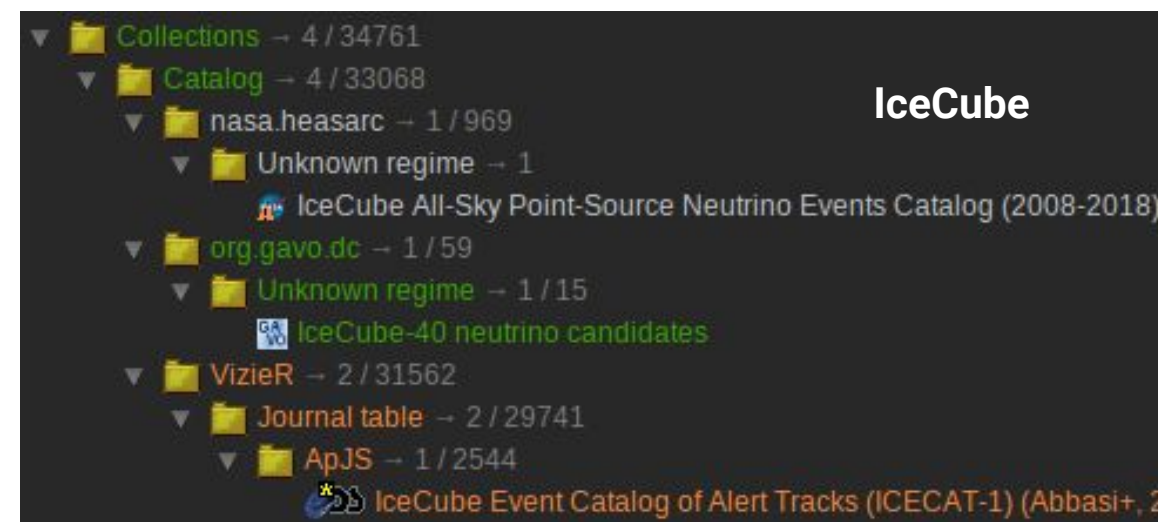 Collections → 4 / 34761
Catalog → 4 / 33068
IceCube
nasa.heasarc → 1 / 969
Unknown regime → 1
IceCube All-Sky Point-Source Neutrino Events Catalog (2008-2018)
org.gavo.dc → 1 / 59
Unknown regime → 1 / 15
GAVO IceCube-40 neutrino candidates
VizieR → 2 / 31562
Journal table → 2 / 29741
ApJS → 1 / 2544
IceCube Event Catalog of Alert Tracks (ICECAT-1) (Abbasi+,